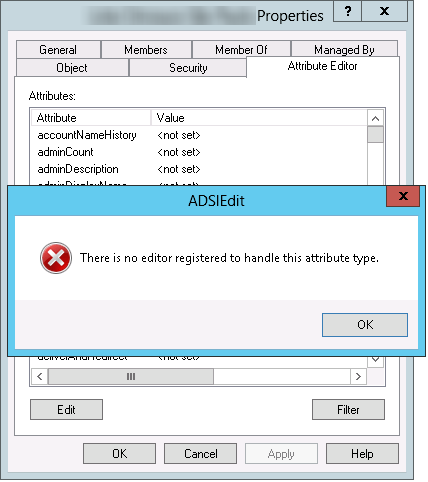 Properties
?
x
General
Members
Member Of
Managed By
Object
Security
Attribute Editor
Attributes:
Attribute
Value
accountNameHistory
<not set>
adminCount
<not set>
adminDescription
<not set>
adminDisplayName
<not set>
ADSIEdit
x
There is no editor registered to handle this attribute type.
OK
deliverAndRedirect
<not set>
Edit
Filter
OK
Cancel
Apply
Help